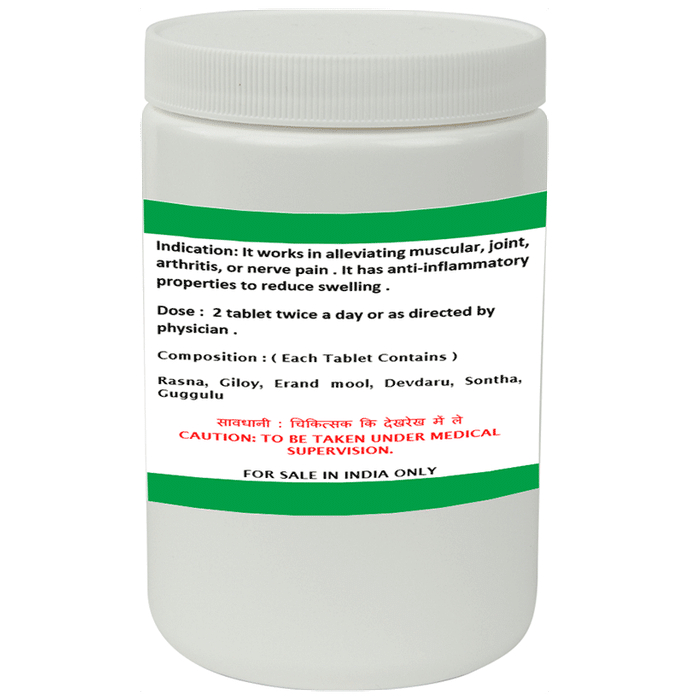 Indication: It works in alleviating muscular, joint,
arthritis, or nerve pain . It has anti-inflammatory
properties to reduce swelling .
Dose : 2 tablet twice a day or as directed by
physician .
Composition : ( Each Tablet Contains )
Rasna, Giloy, Erand mool, Devdaru, Sontha,
Guggulu
सावधानी : चिकित्सक कि देखरेख में ले
CAUTION: TO BE TAKEN UNDER MEDICAL
SUPERVISION.
FOR SALE IN INDIA ONLY